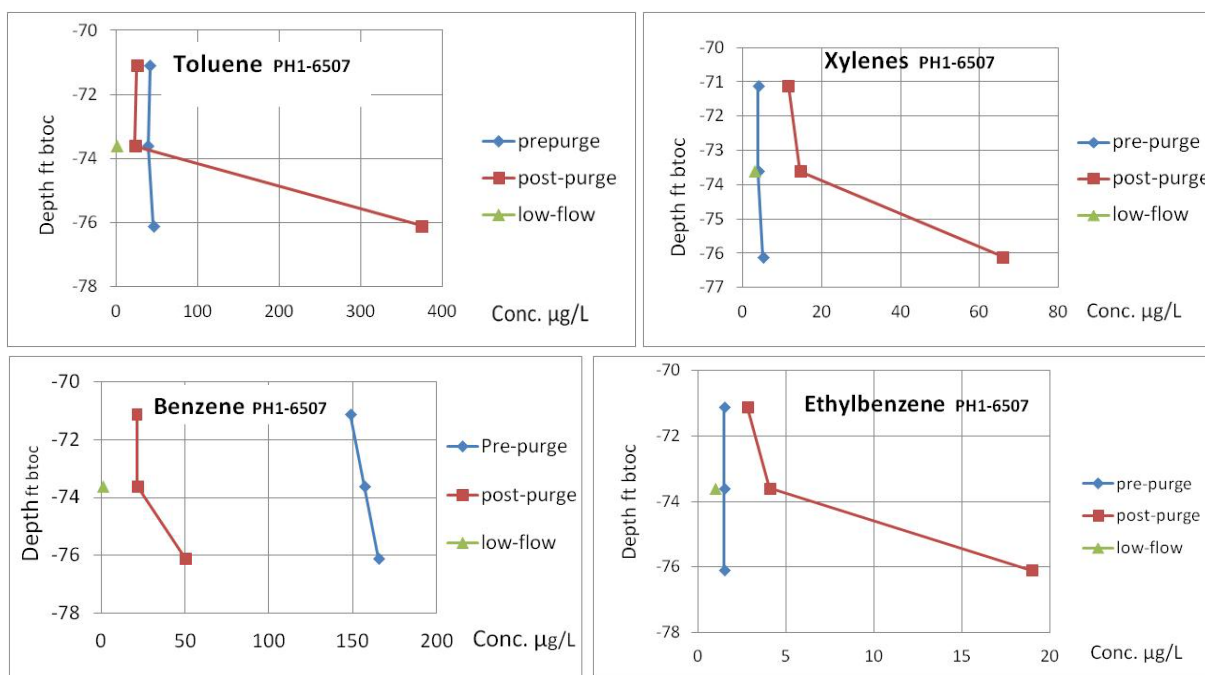 Toluene PH1-6507
Depth ft btoc
-70
-72
-74
-76
-78
0 100 200 300 400
Conc. µg/L
prepurge
post-purge
low-flow
Xylenes PH1-6507
Depth ft btoc
-70
-71
-72
-73
-74
-75
-76
-77
0 20 40 60 80
Conc. µg/L
pre-purge
post-purge
low-flow
Benzene PH1-6507
Depth ft btoc
-70
-72
-74
-76
-78
0 50 100 150 200
Conc. µg/L
Pre-purge
post-purge
low-flow
Ethylbenzene PH1-6507
Depth ft btoc
-70
-72
-74
-76
-78
0 5 10 15 20
Conc. µg/L
pre-purge
post-purge
low-flow